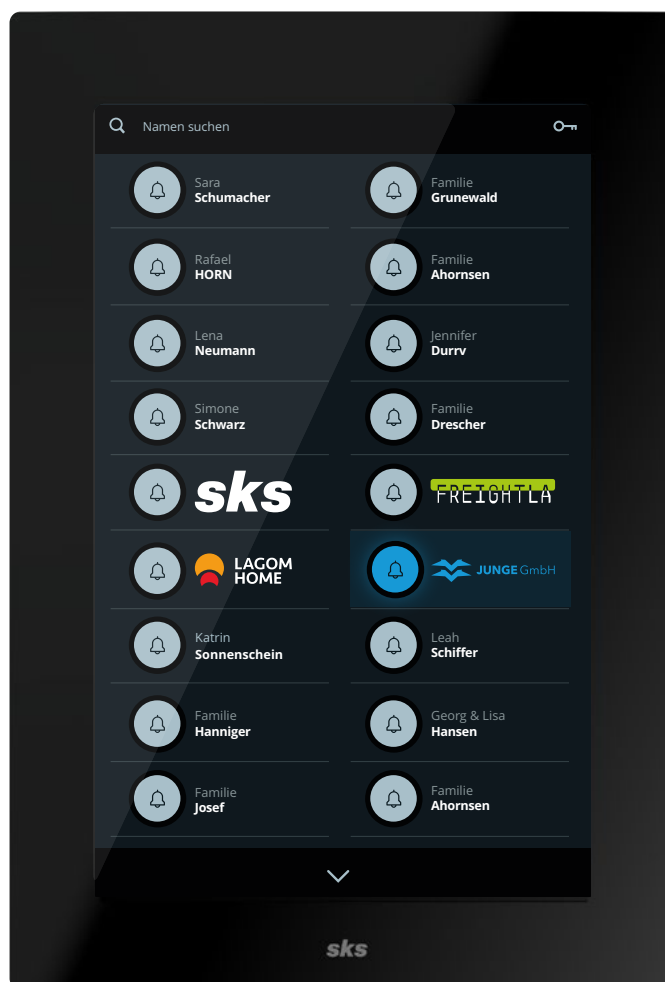 Namen suchen
Sara
Schumacher
Familie
Grunewald
Rafael
HORN
Familie
Ahornsen
Lena
Neumann
Jennifer
Durrv
Simone
Schwarz
Familie
Drescher
sks
FREIGHTLA
LAGOM
HOME
JUNGE GmbH
Katrin
Sonnenschein
Leah
Schiffer
Familie
Hanniger
Georg & Lisa
Hansen
Familie
Josef
Familie
Ahornsen
sks